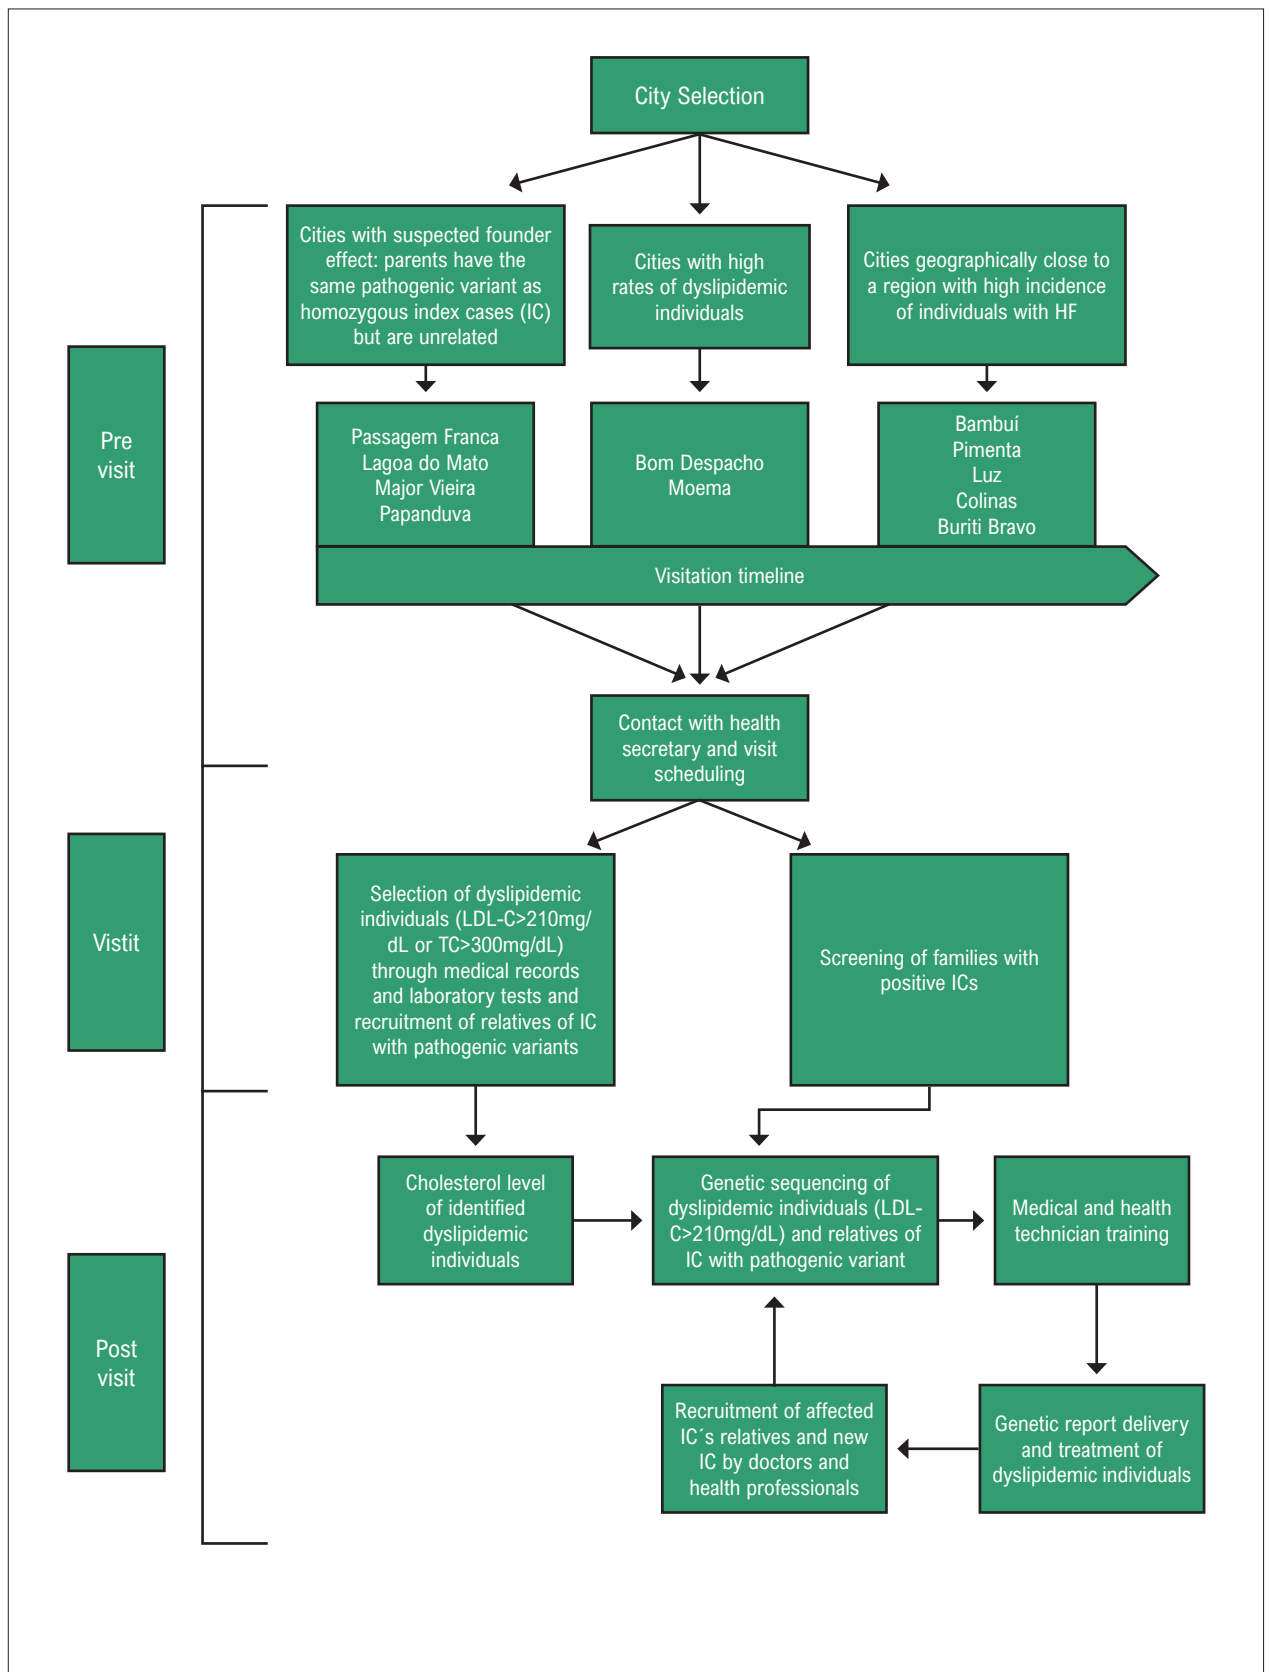 City Selection
Cities with suspected founder
effect: parents have the
same pathogenic variant as
homozygous index cases (IC)
but are unrelated
Cities with high
rates of dyslipidemic
individuals
Cities geographically close to
a region with high incidence
of individuals with HF
Pre
visit
Passagem Franca
Lagoa do Mato
Major Vieira
Papanduva
Bom Despacho
Moema
Bambuí
Pimenta
Luz
Colinas
Buriti Bravo
Visitation timeline
Contact with health
secretary and visit
scheduling
Vistit
Selection of dyslipidemic
individuals (LDL-C>210mg/
dL or TC>300mg/dL)
through medical records
and laboratory tests and
recruitment of relatives of IC
with pathogenic variants
Screening of families with
positive ICs
Cholesterol level
of identified
dyslipidemic
individuals
Genetic sequencing of
dyslipidemic individuals (LDL-
C>210mg/dL) and relatives of
IC with pathogenic variant
Medical and health
technician training
Post
visit
Recruitment of affected
IC´s relatives and new
IC by doctors and
health professionals
Genetic report delivery
and treatment of
dyslipidemic individuals